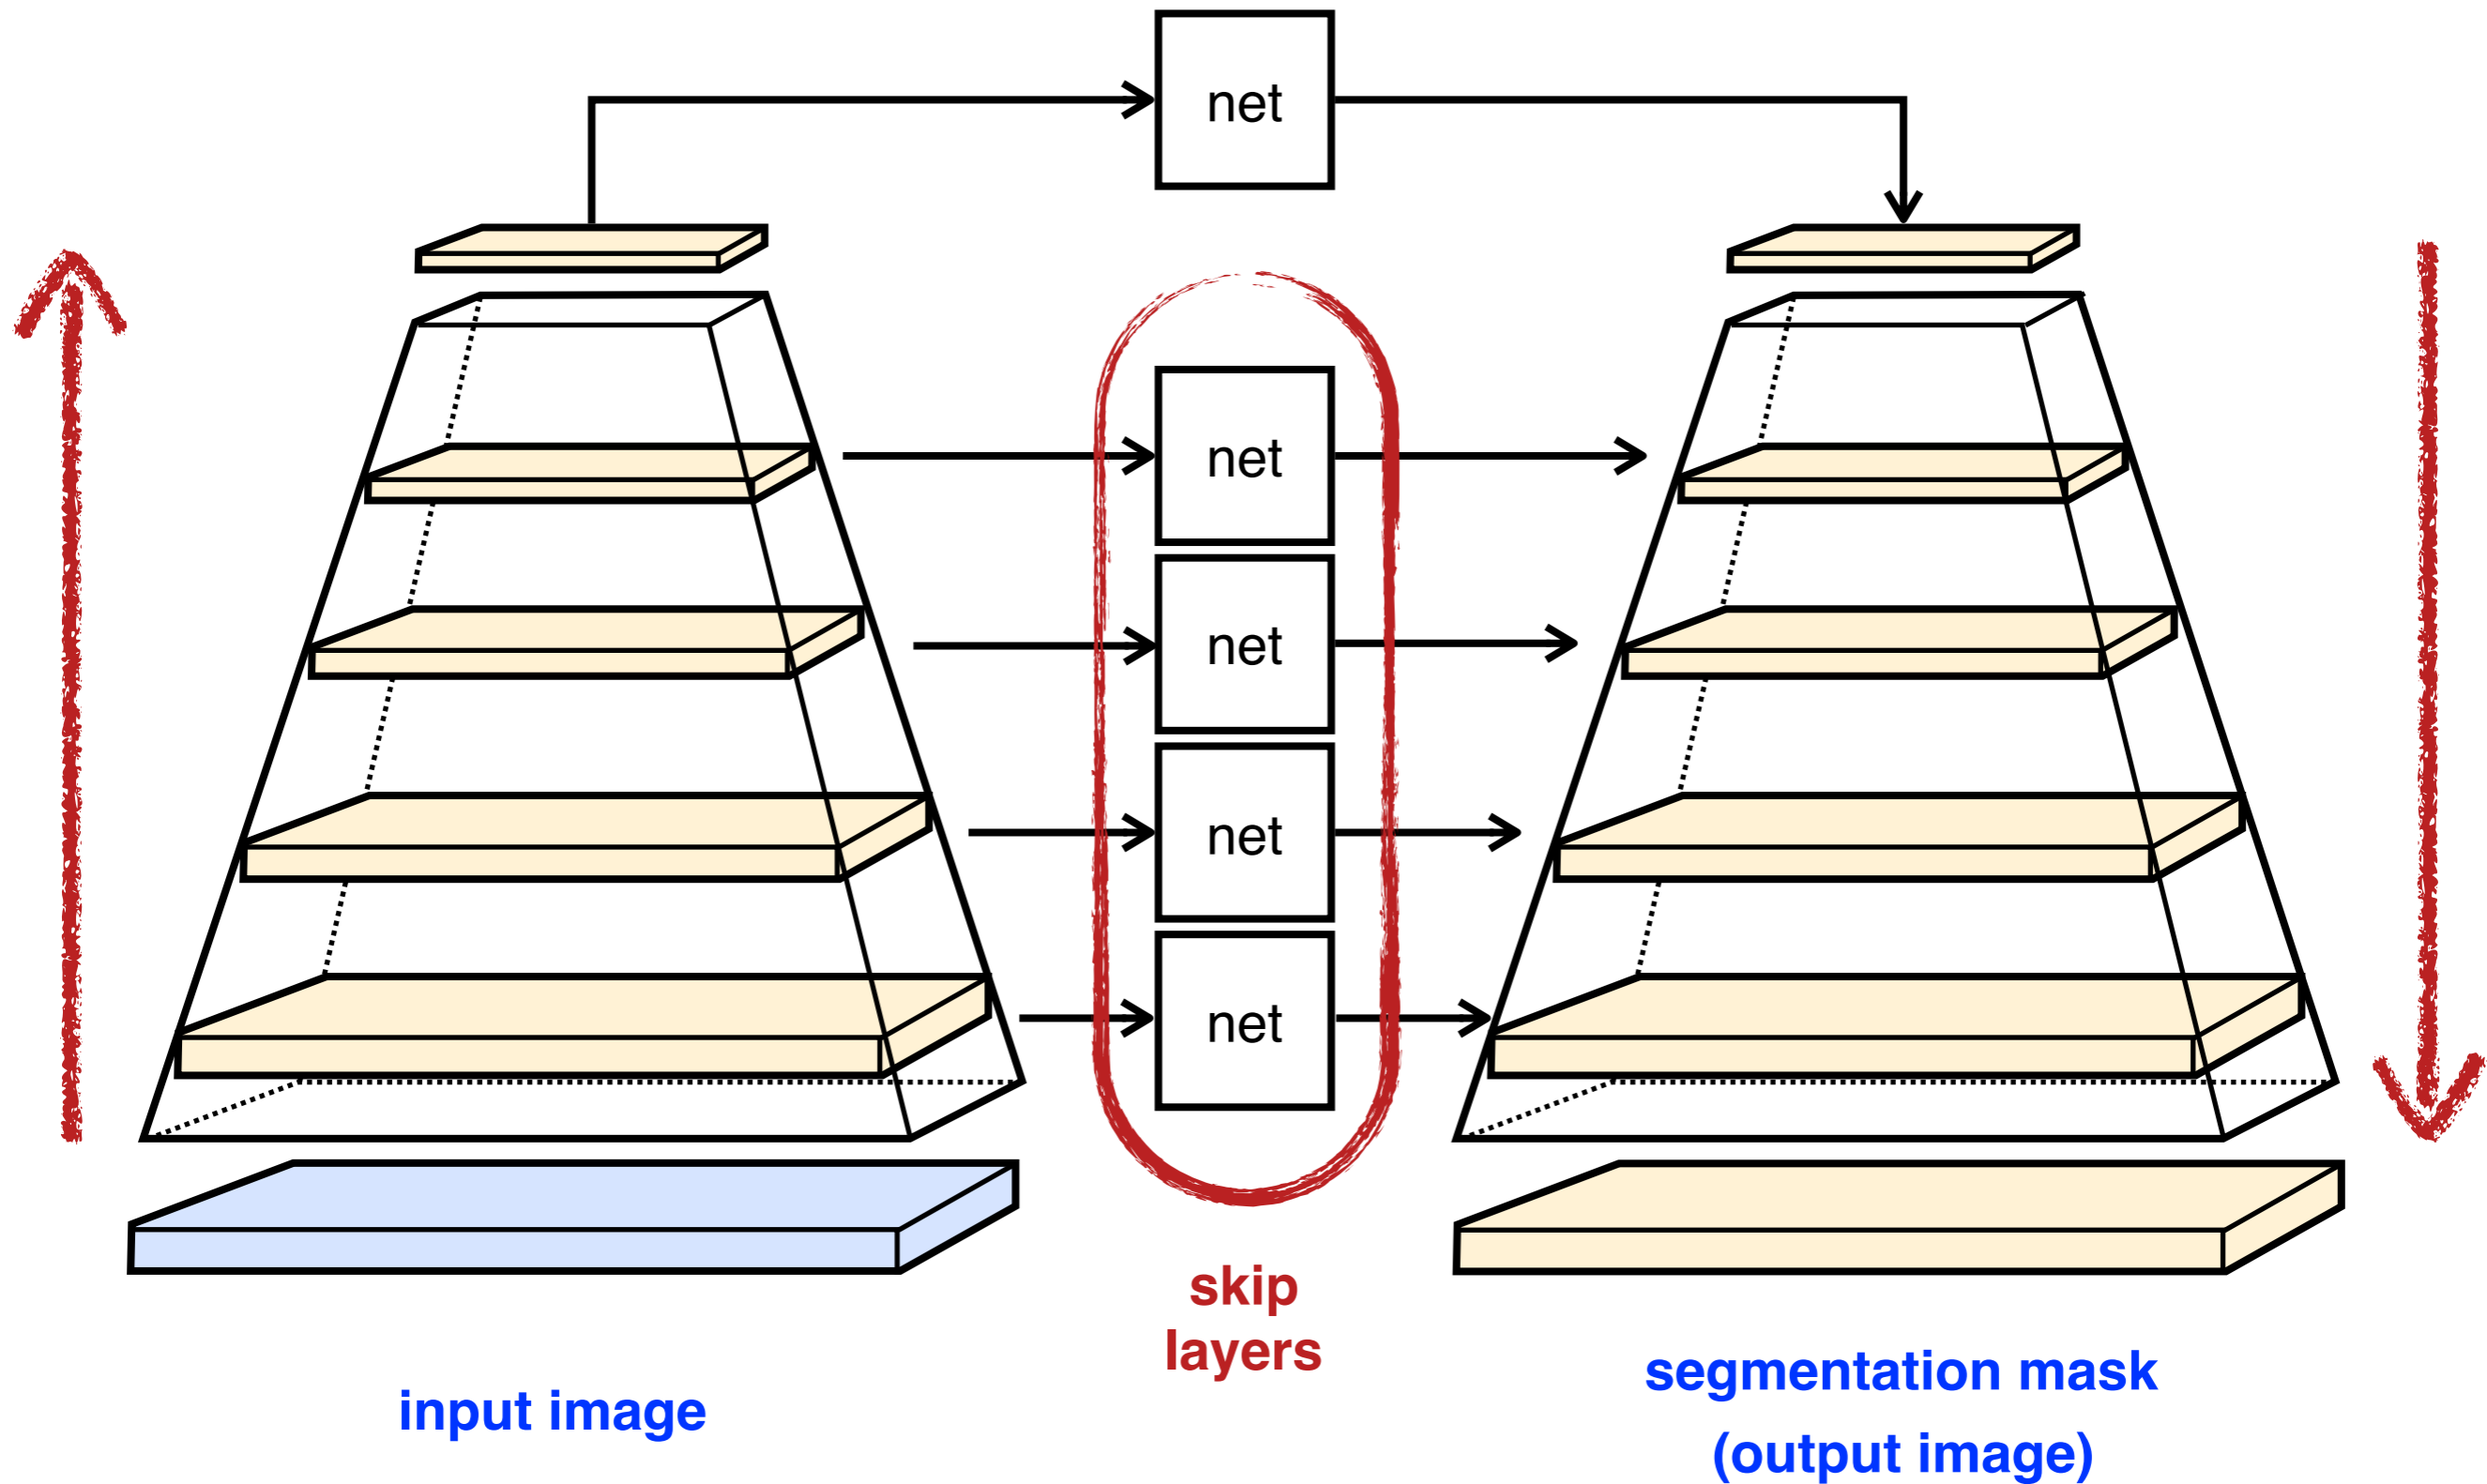 net
net
net
net
net
skip
layers
input image
segmentation mask
(output image)